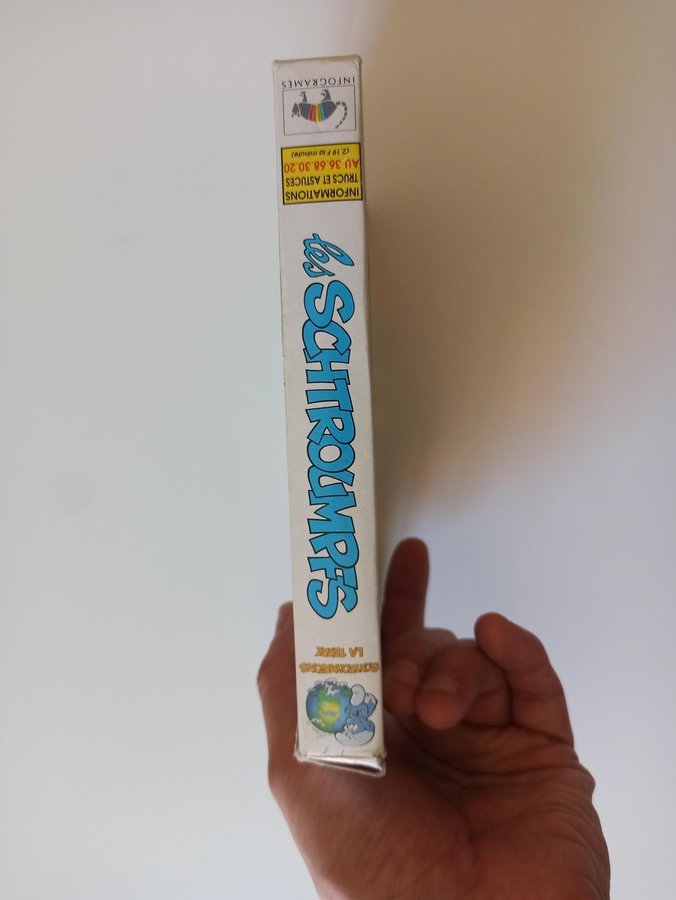 INFOGRAMES
INFORMATIONS
TRUCS ET ASTUCES
AU 36.68.30.20
(2.19 F la minute)
les SCHTROUMPFS
SCHTROUMPFONS
LA TERRE